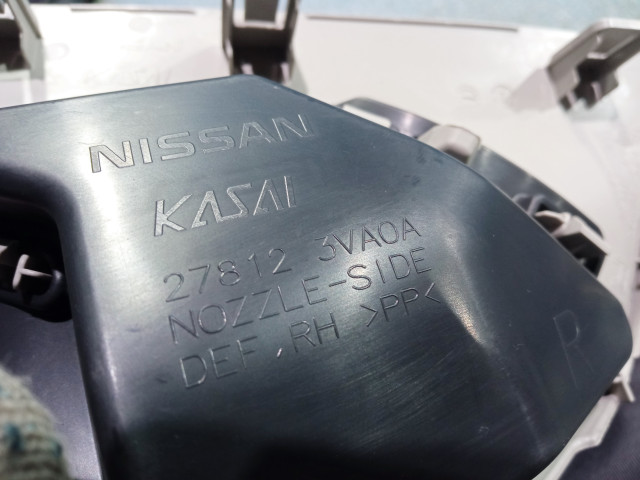 NISSAN
KASAI
27812 3VA0A
NOZZLE-SIDE
DEF,RH >PP<
R